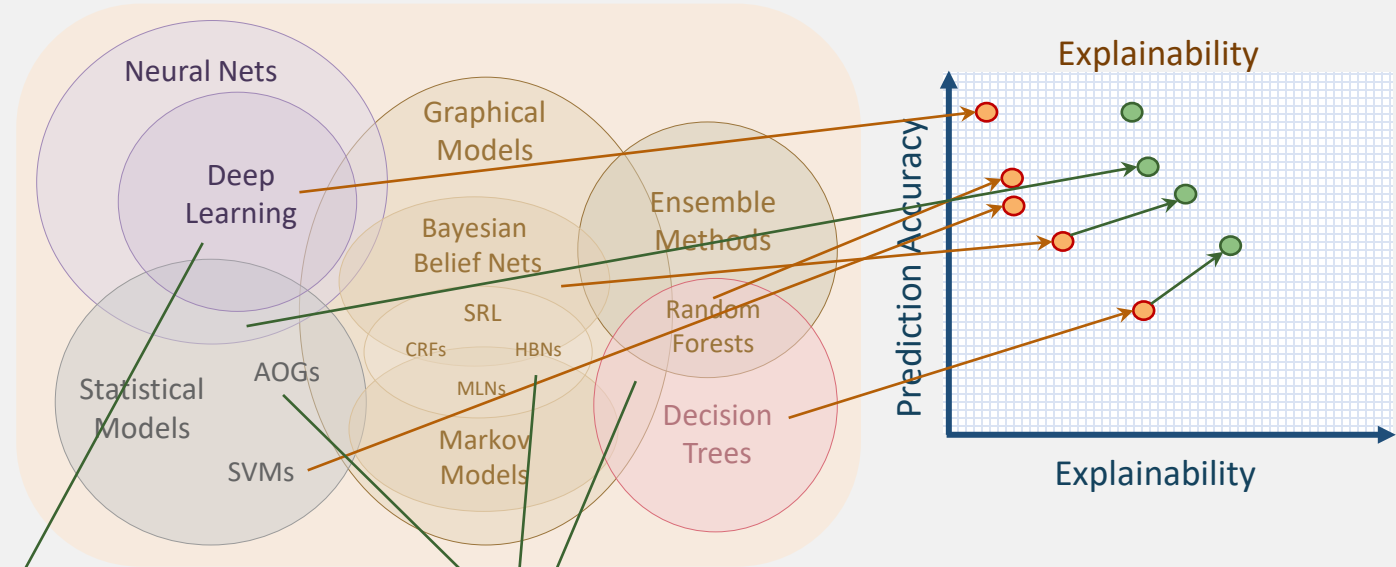 Neural Nets
Deep
Learning
Graphical
Models
Bayesian
Belief Nets
SRL
CRFs
HBNs
MLNs
Markov
Models
Ensemble
Methods
Random
Forests
Decision
Trees
Statistical
Models
AOGs
SVMs
Explainability
Prediction Accuracy
Explainability